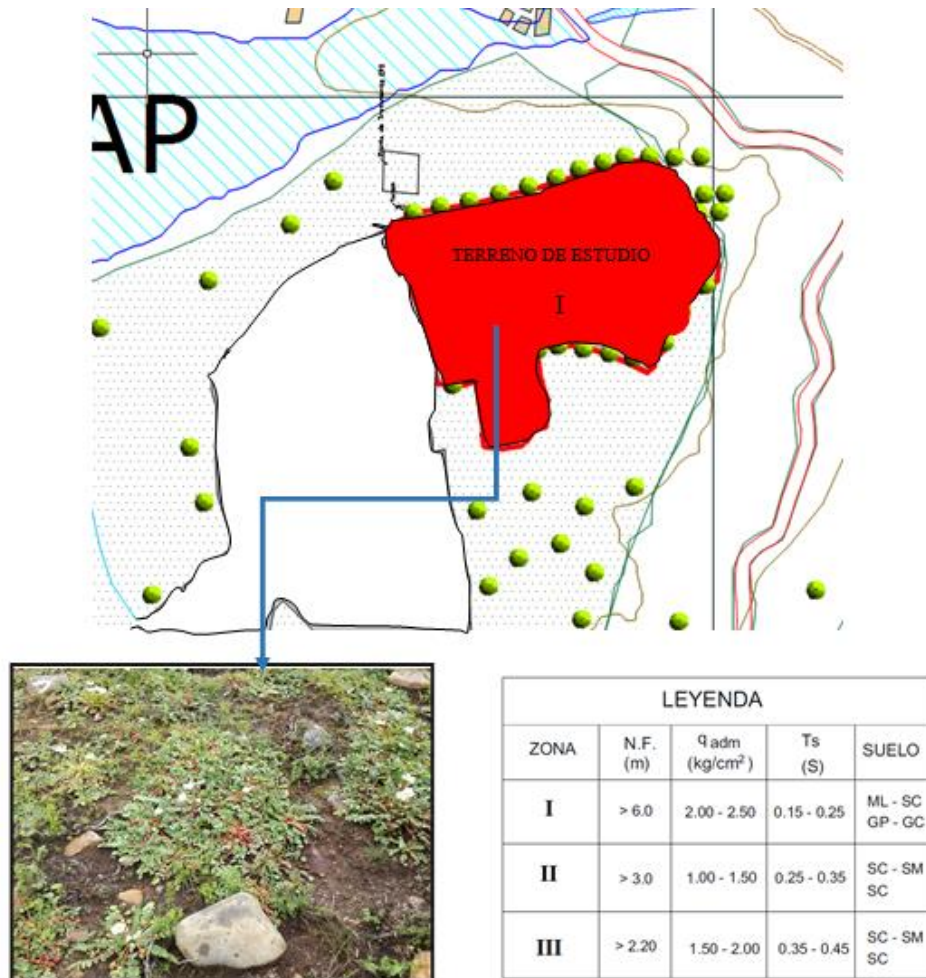 AP
TERRENO DE ESTUDIO
I
LEYENDA
ZONA N.F. (m) q adm (kg/cm²) Ts (S) SUELO
I > 6.0 2.00 - 2.50 0.15 - 0.25 ML - SC GP - GC
II > 3.0 1.00 - 1.50 0.25 - 0.35 SC - SM SC
III > 2.20 1.50 - 2.00 0.35 - 0.45 SC - SM SC